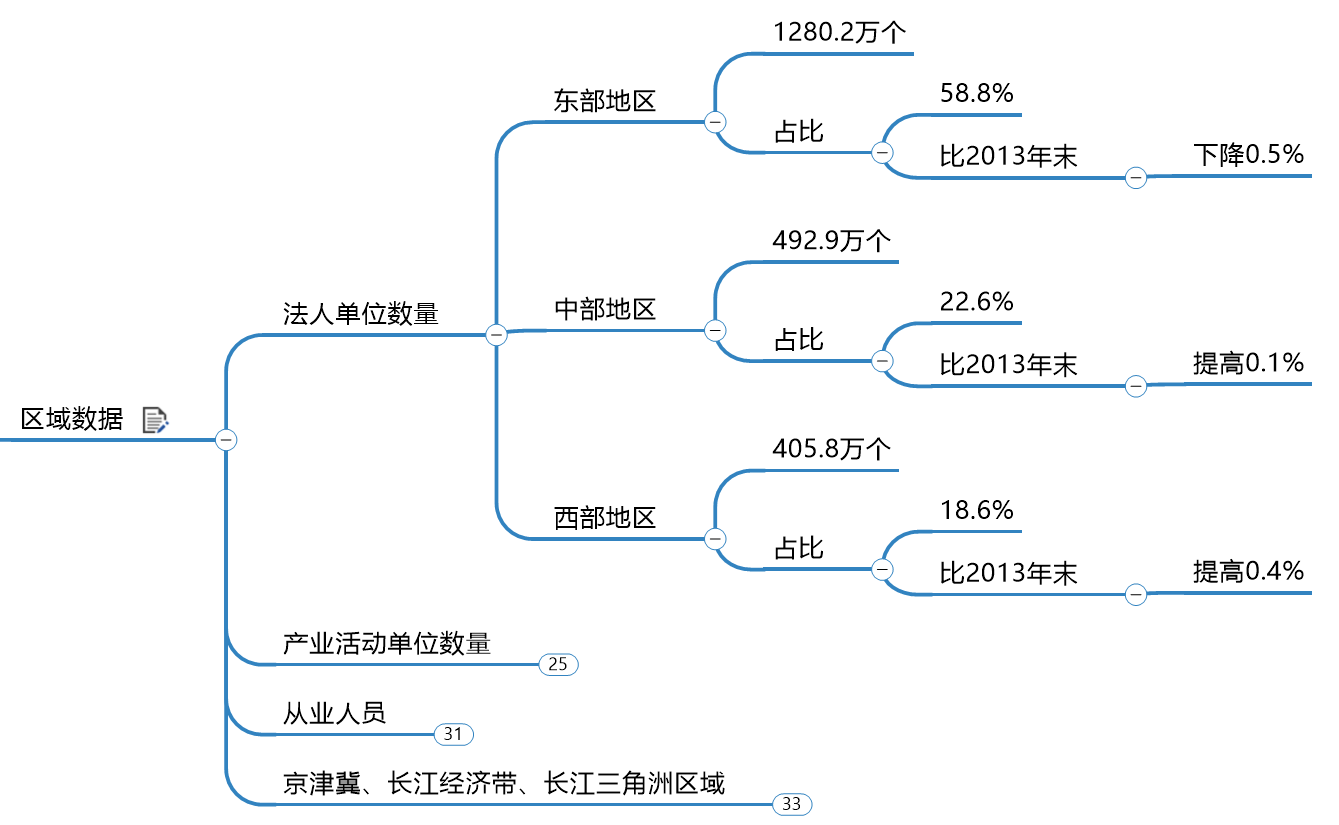 区域数据
法人单位数量
东部地区
1280.2万个
占比
58.8%
比2013年末
下降0.5%
中部地区
492.9万个
占比
22.6%
比2013年末
提高0.1%
西部地区
405.8万个
占比
18.6%
比2013年末
提高0.4%
产业活动单位数量
25
从业人员
31
京津冀、长江经济带、长江三角洲区域
33